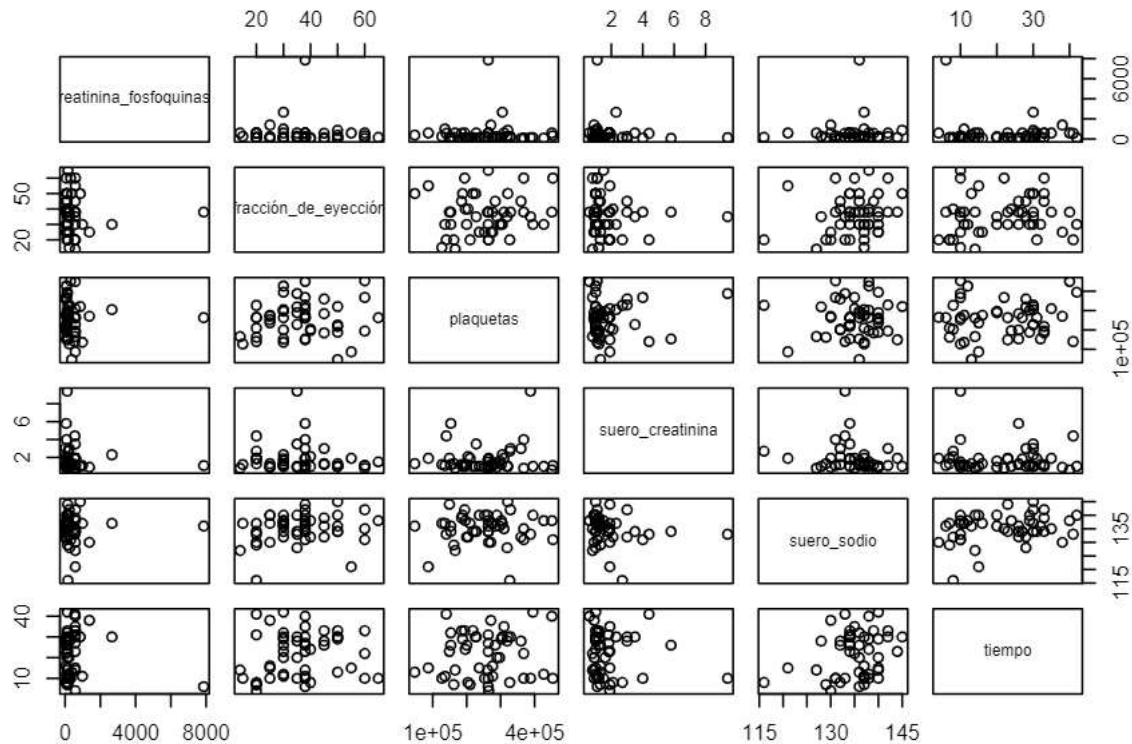 20 40 60
2 4 6 8
10 30
reatinina_fosfoquinas
0 6000
20 50
fracción_de_eyección
plaquetas
1e+05
2 6
suero_creatinina
suero_sodio
115 135
10 40
tiempo
0 4000 8000
1e+05 4e+05
115 130 145